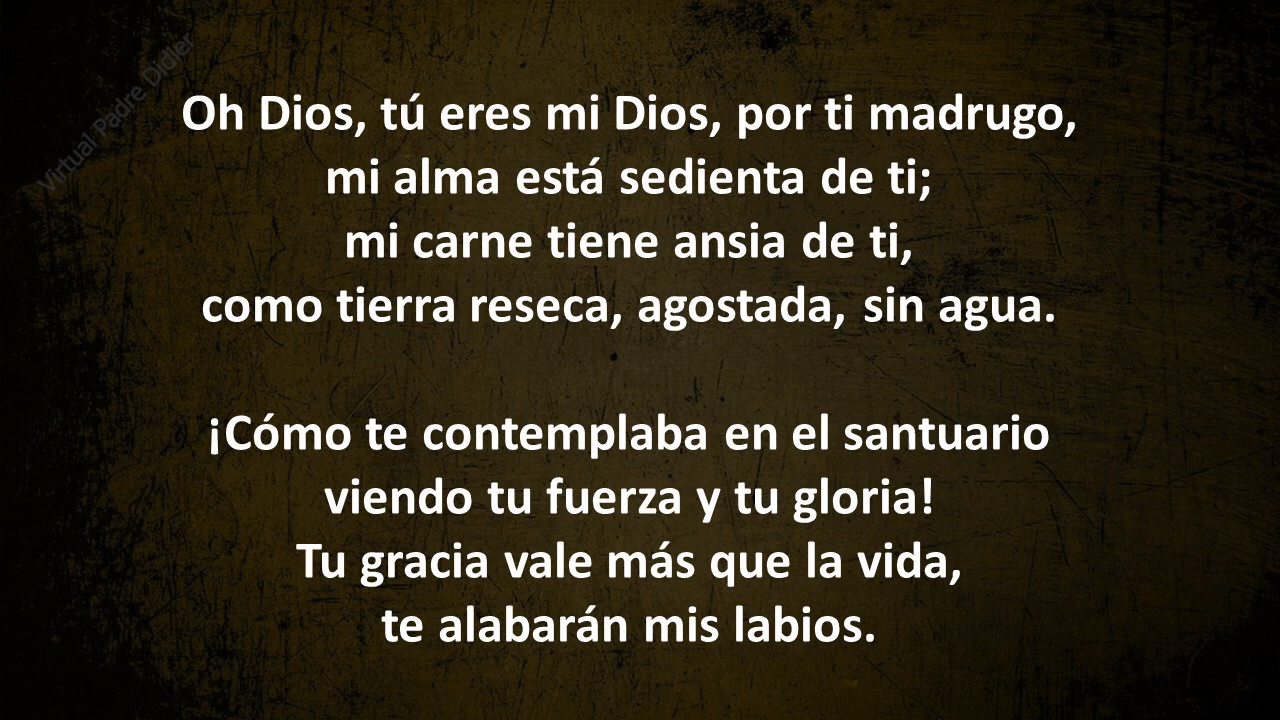 Virtual Padre Didier
Oh Dios, tú eres mi Dios, por ti madrugo,
mi alma está sedienta de ti;
mi carne tiene ansia de ti,
como tierra reseca, agostada, sin agua.
¡Cómo te contemplaba en el santuario
viendo tu fuerza y tu gloria!
Tu gracia vale más que la vida,
te alabarán mis labios.